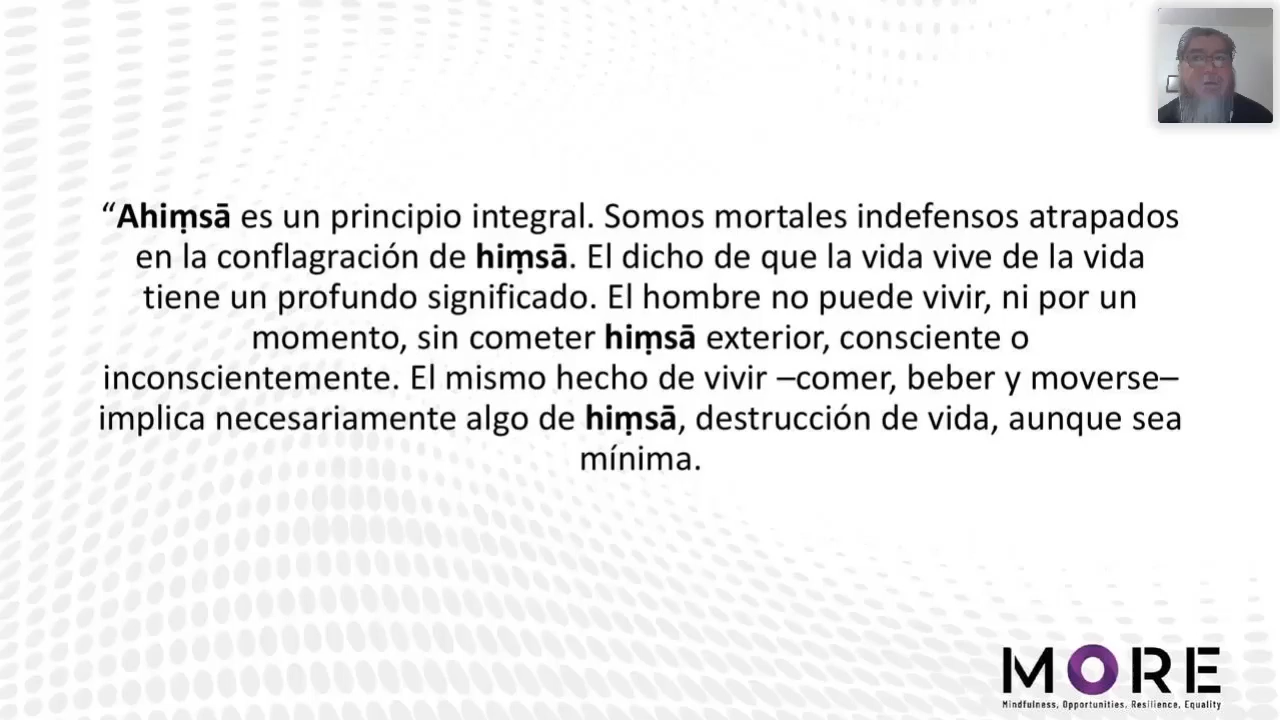 “Ahiṃsā es un principio integral. Somos mortales indefensos atrapados
en la conflagración de hiṃsā. El dicho de que la vida vive de la vida
tiene un profundo significado. El hombre no puede vivir, ni por un
momento, sin cometer hiṃsā exterior, consciente o
inconscientemente. El mismo hecho de vivir –comer, beber y moverse–
implica necesariamente algo de hiṃsā, destrucción de vida, aunque sea
mínima.
MORE
Mindfulness, Opportunities, Resilience, Equality